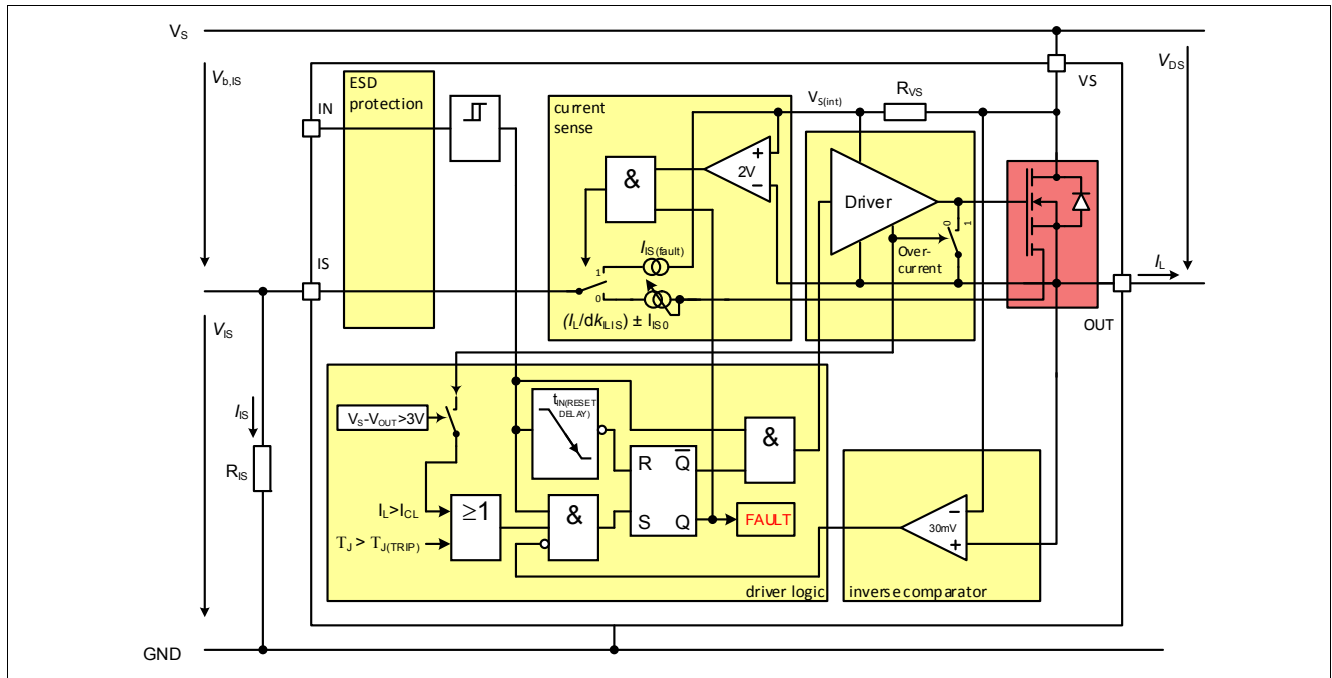 VS
Vb,IS
ESD
protection
IN
current
sense
VS(int)
RVS
VS
VDS
+
2V
−
&
Driver
0
1
Over-
current
IIS(fault)
1
0
(IL/dkILIS) ± IIS0
IS
IL
OUT
VIS
IIS
RIS
VS-VOUT>3V
tIN(RESET
DELAY)
&
R
Q
S
Q
FAULT
IL>ICL
≥1
&
TJ > TJ(TRIP)
−
30mV
+
driver logic
inverse comparator
GND